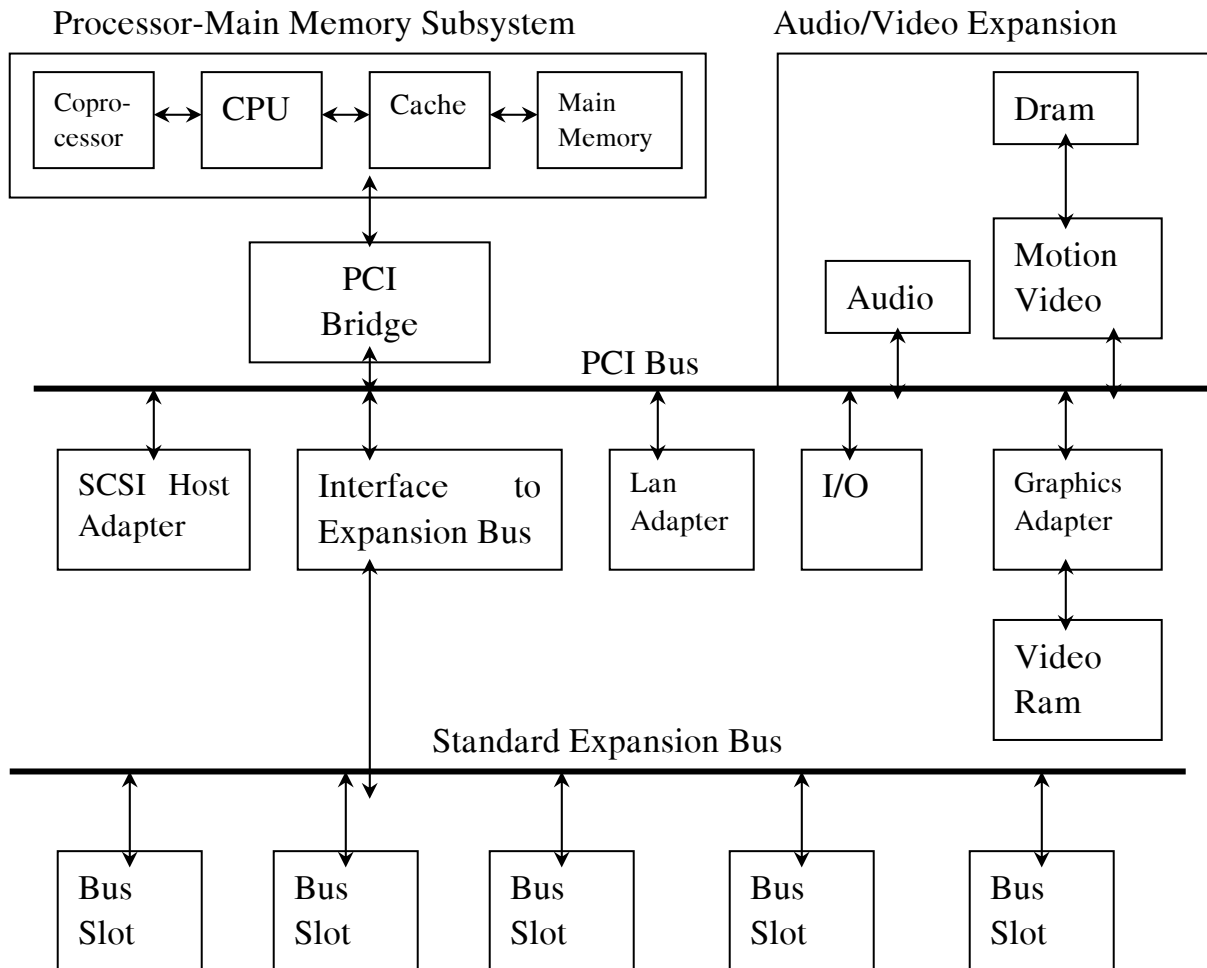 Processor-Main Memory Subsystem
Audio/Video Expansion
Copro-
cessor
CPU
Cache
Main
Memory
Dram
PCI
Bridge
Audio
Motion
Video
PCI Bus
SCSI Host
Adapter
Interface to
Expansion Bus
Lan
Adapter
I/O
Graphics
Adapter
Video
Ram
Standard Expansion Bus
Bus
Slot
Bus
Slot
Bus
Slot
Bus
Slot
Bus
Slot